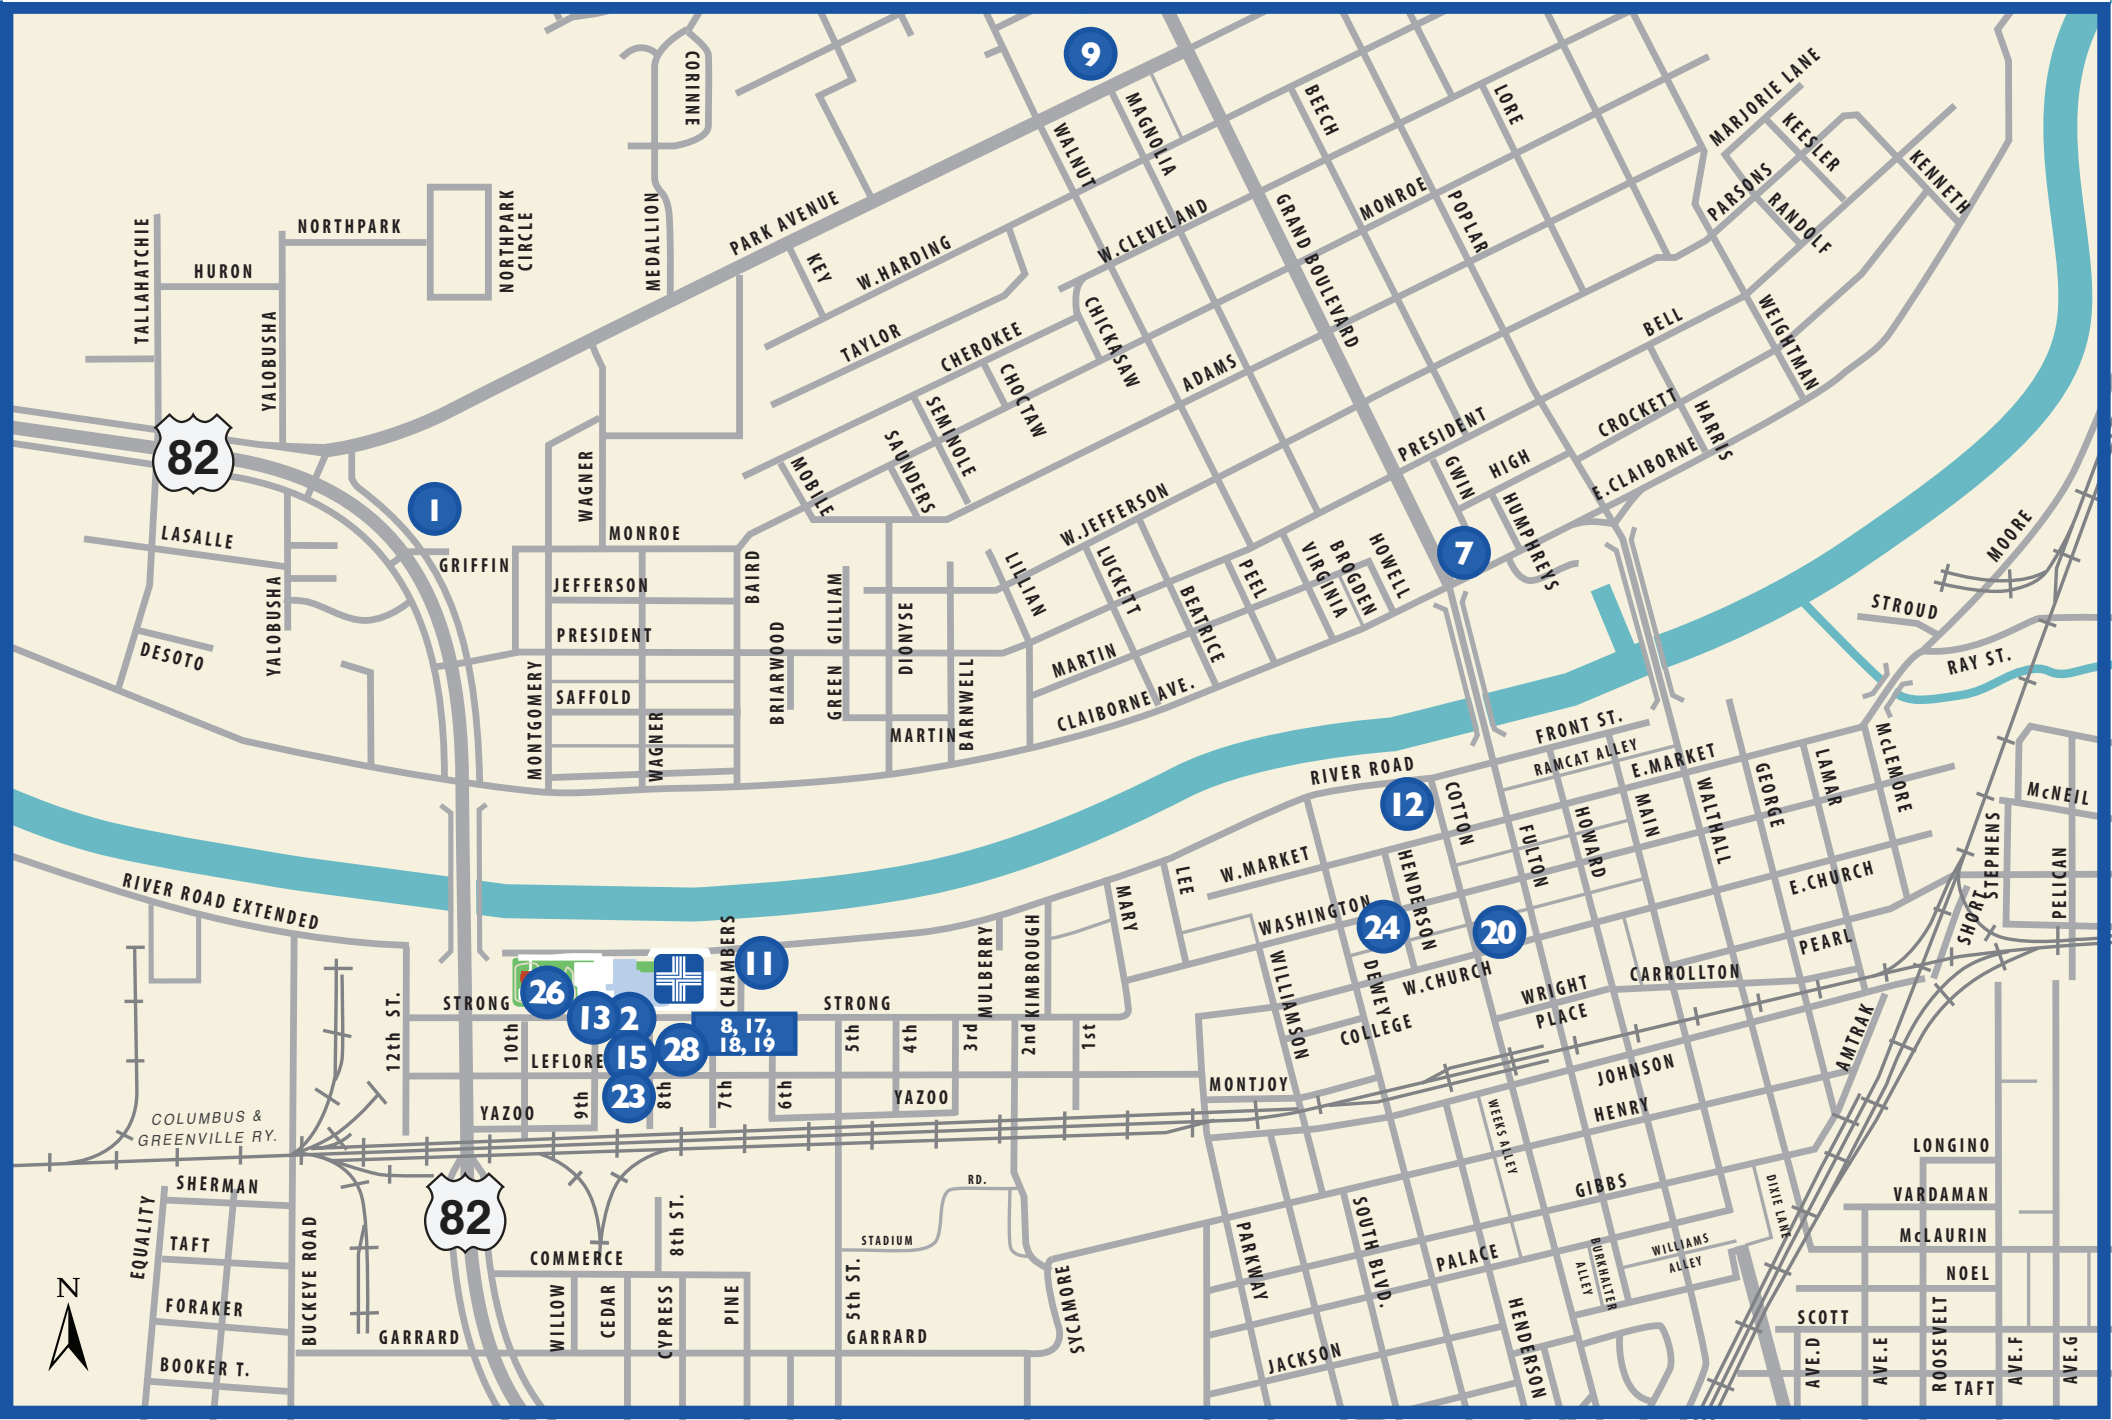 9
CORINNE
MAGNOLIA
WALNUT
BEECH
LORE
MARJORIE LANE
KEESLER
KENNETH
PARSONS
RANDOLF
NORTHPARK
NORTHPARK
CIRCLE
TALLAHATCHIE
HURON
YALOBUSHA
MEDALLION
PARK AVENUE
KEY
W.HARDING
W.CLEVELAND
GRAND BOULEVARD
MONROE
POPLAR
TAYLOR
CHEROKEE
CHICKASAW
CHOCTAW
ADAMS
BELL
WEIGHTMAN
82
1
SEMINOLE
SAUNDERS
MOBILE
WAGNER
MONROE
PRESIDENT
GWIN
HIGH
CROCKETT
HARRIS
E.CLAIBORNE
HUMPHREYS
7
LASALLE
GRIFFIN
YALOBUSHA
DESOTO
JEFFERSON
PRESIDENT
BAIRD
W.JEFFERSON
LILLIAN
LUCKETT
BEATRICE
PEEL
VIRGINIA
BROGDEN
HOWELL
MOORE
STROUD
RAY ST.
MONTGOMERY
SAFFOLD
WAGNER
BRIARWOOD
GREEN GILLIAM
DIONYSE
BARNWELL
MARTIN
MARTIN
CLAIBORNE AVE.
FRONT ST.
RAMCAT ALLEY
E.MARKET
RIVER ROAD
12
COTTON
FULTON
HOWARD
MAIN
WALTHALL
GEORGE
LAMAR
McLEMORE
McNEIL
STEPHENS
PELICAN
SHORT
W.MARKET
LEE
MARY
WASHINGTON
24
HENDERSON
20
E.CHURCH
PEARL
CARROLLTON
RIVER ROAD EXTENDED
CHAMBERS
11
MULBERRY
KIMBROUGH
WILLIAMSON
DEWEY
W.CHURCH
WRIGHT
PLACE
COLLEGE
12th ST.
STRONG
26
13
2
STRONG
8, 17,
18, 19
28
10th
LEFLORE
15
23
9th
8th
7th
6th
5th
4th
3rd
2nd
1st
YAZOO
YAZOO
MONTJOY
JOHNSON
HENRY
AMTRAK
COLUMBUS &
GREENVILLE RY.
WEEKS ALLEY
GIBBS
DIXIE LANE
LONGINO
VARDAMAN
McLAURIN
NOEL
SCOTT
SHERMAN
EQUALITY
TAFT
FORAKER
BOOKER T.
BUCKEYE ROAD
82
COMMERCE
8th ST.
WILLOW
CEDAR
CYPRESS
PINE
GARRARD
RD.
STADIUM
5th ST.
GARRARD
SYCAMORE
PARKWAY
SOUTH BLVD.
PALACE
JACKSON
HENDERSON
BURKHALTER
ALLEY
WILLIAMS
ALLEY
AVE.D
AVE.E
ROOSEVELT
AVE.F
AVE.G
TAFT
N